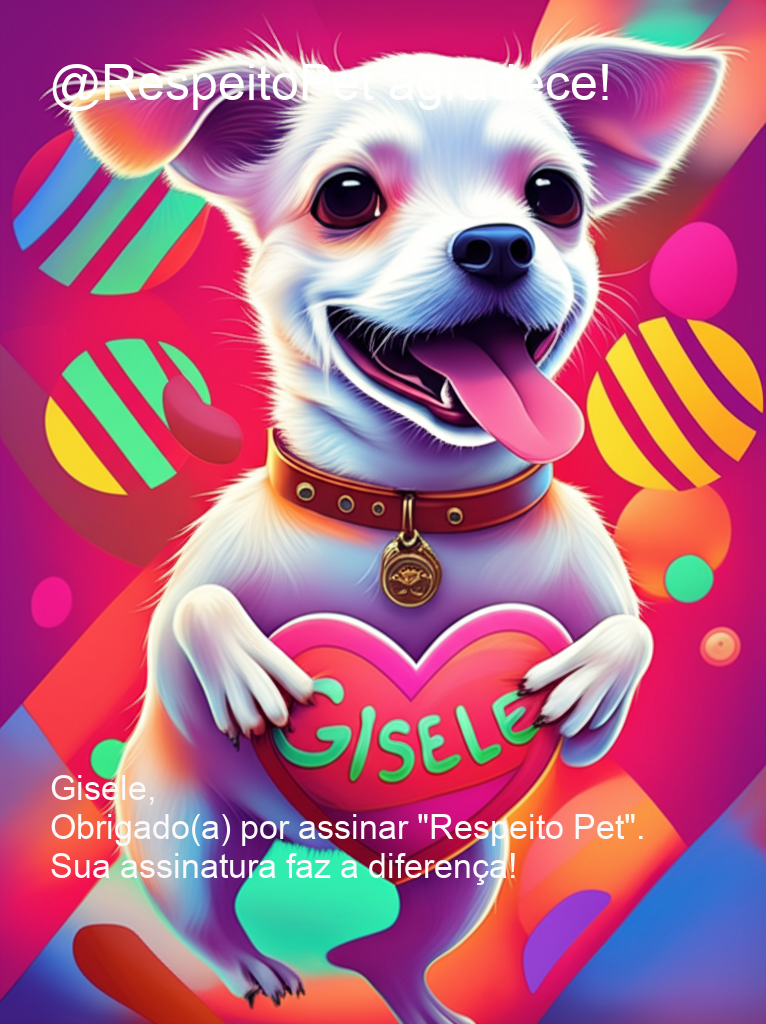 @RespeitoPet agradece!
GISELE
Gisele,
Obrigado(a) por assinar "Respeito Pet".
Sua assinatura faz a diferença!